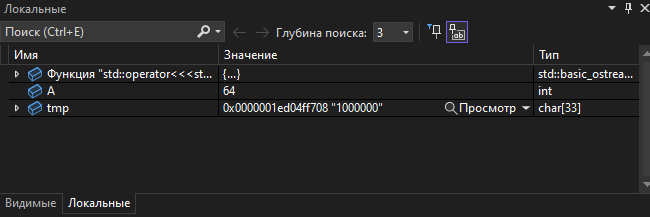 Локальные
Поиск (Ctrl+E) Глубина поиска: 3
Имя Значение Тип
Функция "std::operator<<<st... {...} std::basic_ostrea...
A 64 int
tmp 0x0000001ed04ff708 "1000000" Просмотр char[33]
Видимые Локальные